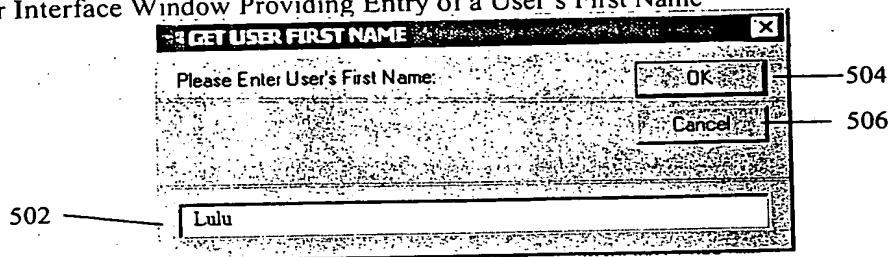 r Interface Window Providing Entry of a User's First Name
GET USER FIRST NAME
Please Enter User's First Name:
OK
504
Cancel
506
502
Lulu